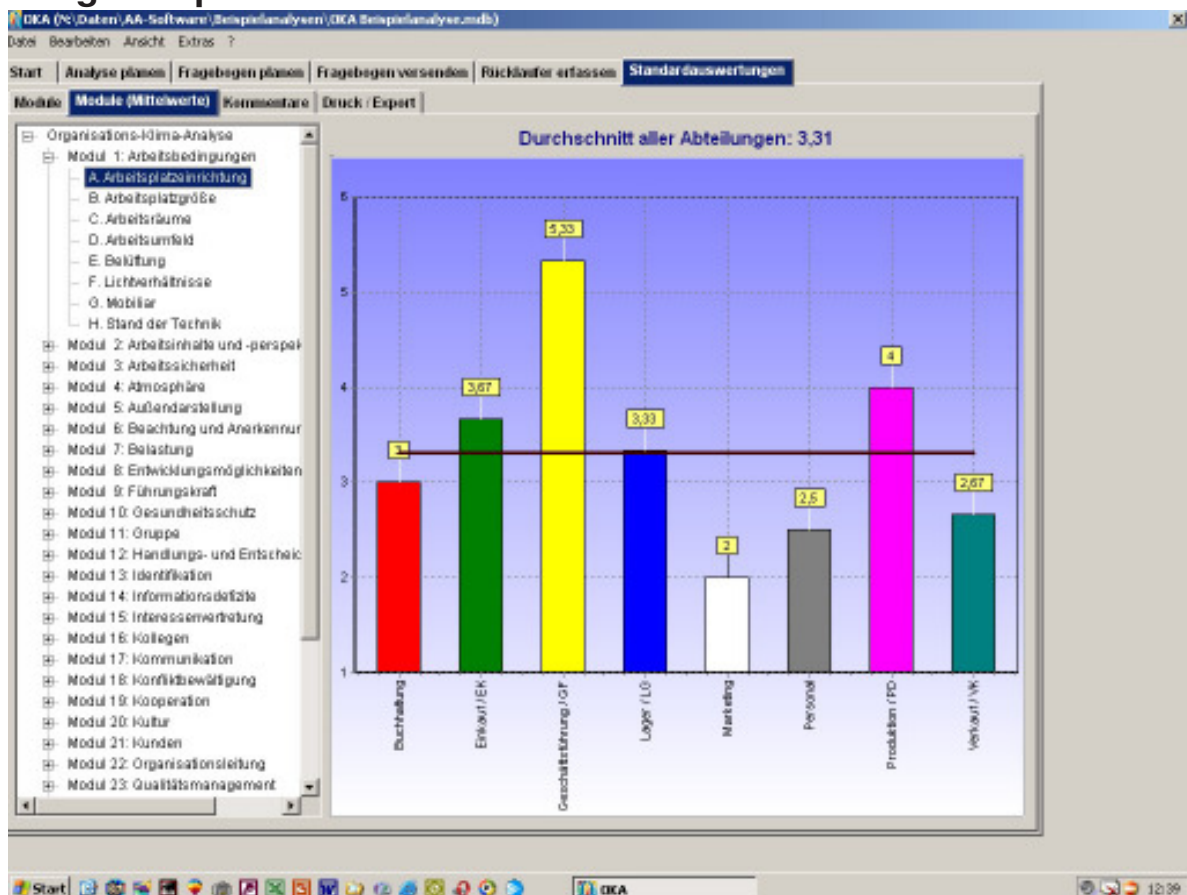 OKA (N:\Daten\AA-Software\Beispielanalysen\OKA Beispielanalyse.mdb)
Datei Bearbeiten Ansicht Extras ?
Start Analyse planen Fragebogen planen Fragebogen versenden Rückläufer erfassen Standardauswertungen
Module Module (Mittelwerte) Kommentare Druck / Export
Organisations-Klima-Analyse
Modul 1: Arbeitsbedingungen
A. Arbeitsplatzeinrichtung
B. Arbeitsplatzgröße
C. Arbeitsräume
D. Arbeitsumfeld
E. Belüftung
F. Lichtverhältnisse
G. Mobiliar
H. Stand der Technik
Modul 2: Arbeitsinhalte und -perspek
Modul 3: Arbeitssicherheit
Modul 4: Atmosphäre
Modul 5: Außendarstellung
Modul 6: Beachtung und Anerkennur
Modul 7: Belastung
Modul 8: Entwicklungsmöglichkeiten
Modul 9: Führungskraft
Modul 10: Gesundheitsschutz
Modul 11: Gruppe
Modul 12: Handlungs- und Entscheic
Modul 13: Identifikation
Modul 14: Informationsdefizite
Modul 15: Interessenvertretung
Modul 16: Kollegen
Modul 17: Kommunikation
Modul 18: Konfliktbewältigung
Modul 19: Kooperation
Modul 20: Kultur
Modul 21: Kunden
Modul 22: Organisationsleitung
Modul 23: Qualitätsmanagement
Durchschnitt aller Abteilungen: 3,31
6
5
4
3
2
1
3
3,67
5,33
3,33
2
2,5
4
2,67
Buchhaltung
Einkauf / EK
Geschäftsführung / GF
Lager / LG
Marketing
Personal
Produktion / PD
Verkauf / VK
Start
OKA
12:39